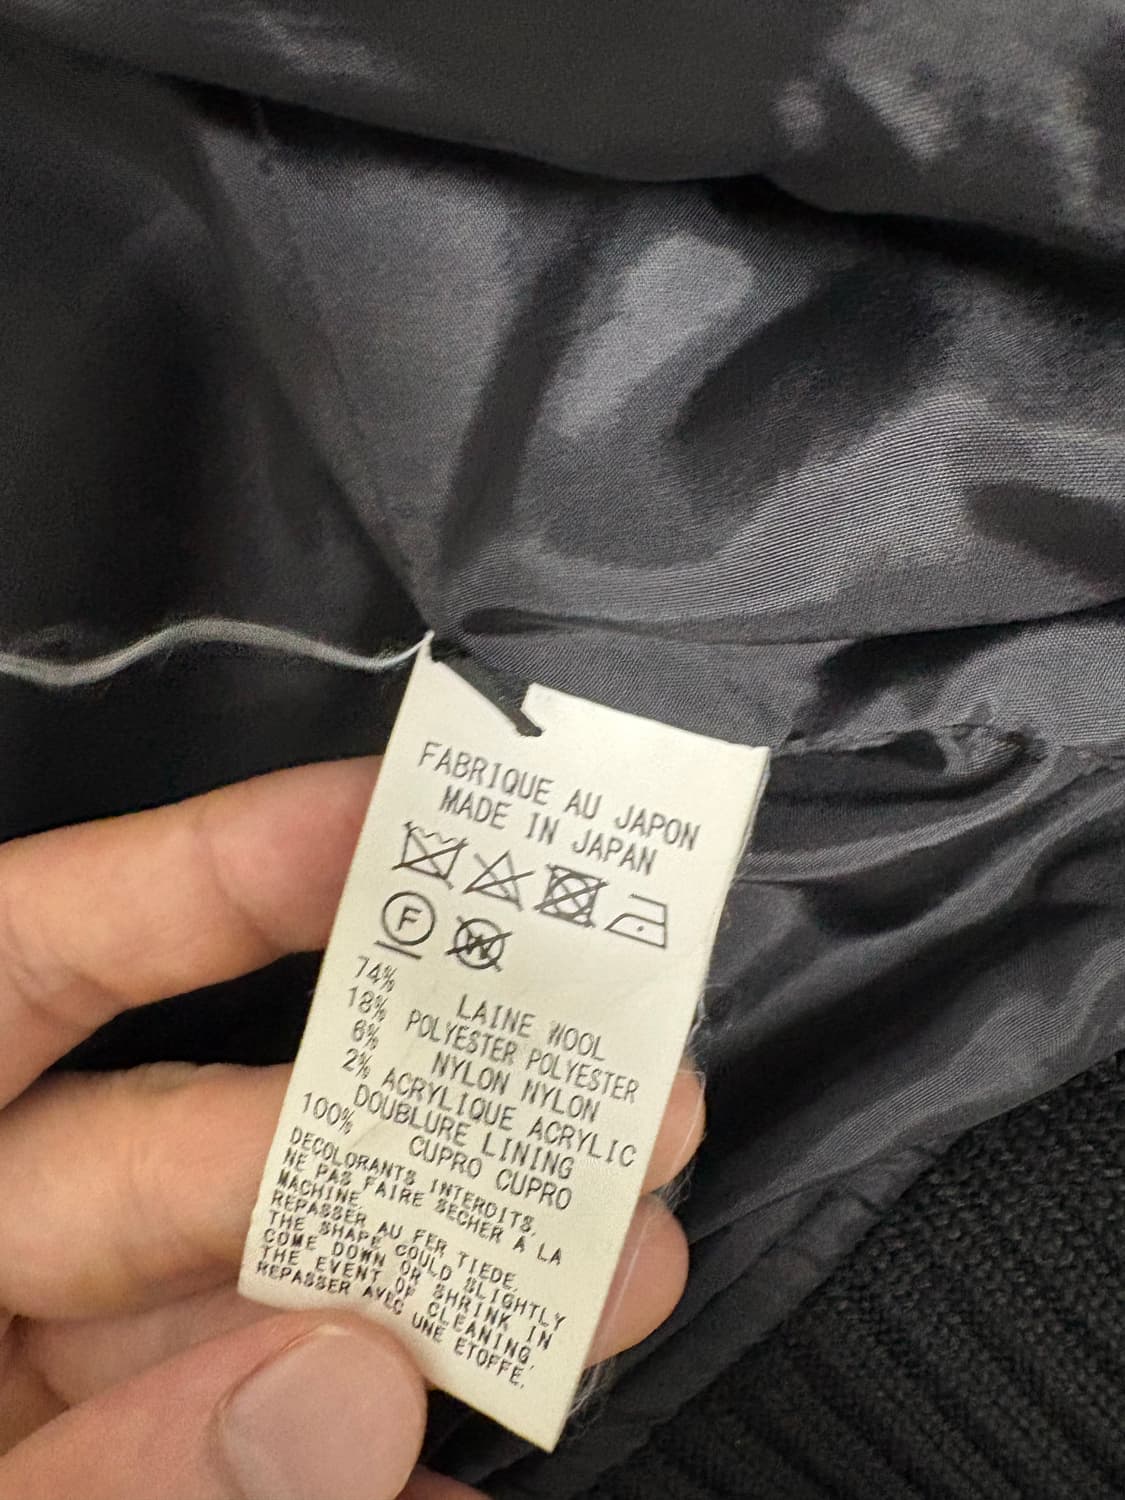 FABRIQUE AU JAPON
MADE IN JAPAN
F
W
74% LAINE WOOL
18% POLYESTER POLYESTER
6% NYLON NYLON
2% ACRYLIQUE ACRYLIC
DOUBLURE LINING
100% CUPRO CUPRO
DECOLORANTS INTERDITS,
NE PAS FAIRE SECHER A LA
MACHINE,
REPASSER AU FER TIEDE
THE SHAPE COULD SLIGHTLY
COME DOWN OR SHRINK IN
THE EVENT OF CLEANING,
REPASSER AVEC UNE ETOFFE,